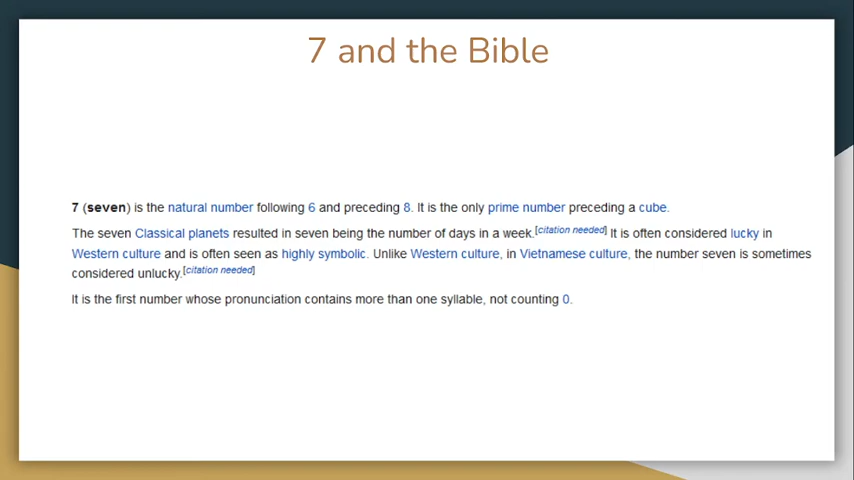 7 and the Bible
7 (seven) is the natural number following 6 and preceding 8. It is the only prime number preceding a cube.
The seven Classical planets resulted in seven being the number of days in a week.[citation needed] It is often considered lucky in
Western culture and is often seen as highly symbolic. Unlike Western culture, in Vietnamese culture, the number seven is sometimes
considered unlucky.[citation needed]
It is the first number whose pronunciation contains more than one syllable, not counting 0.